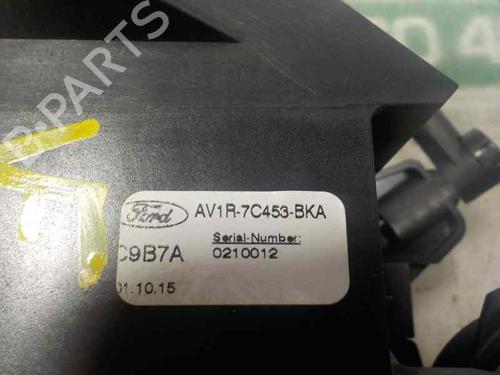 Ford
AV1R-7C453-BKA
Serial-Number:
C9B7A
0210012
01.10.15
B-PARTS